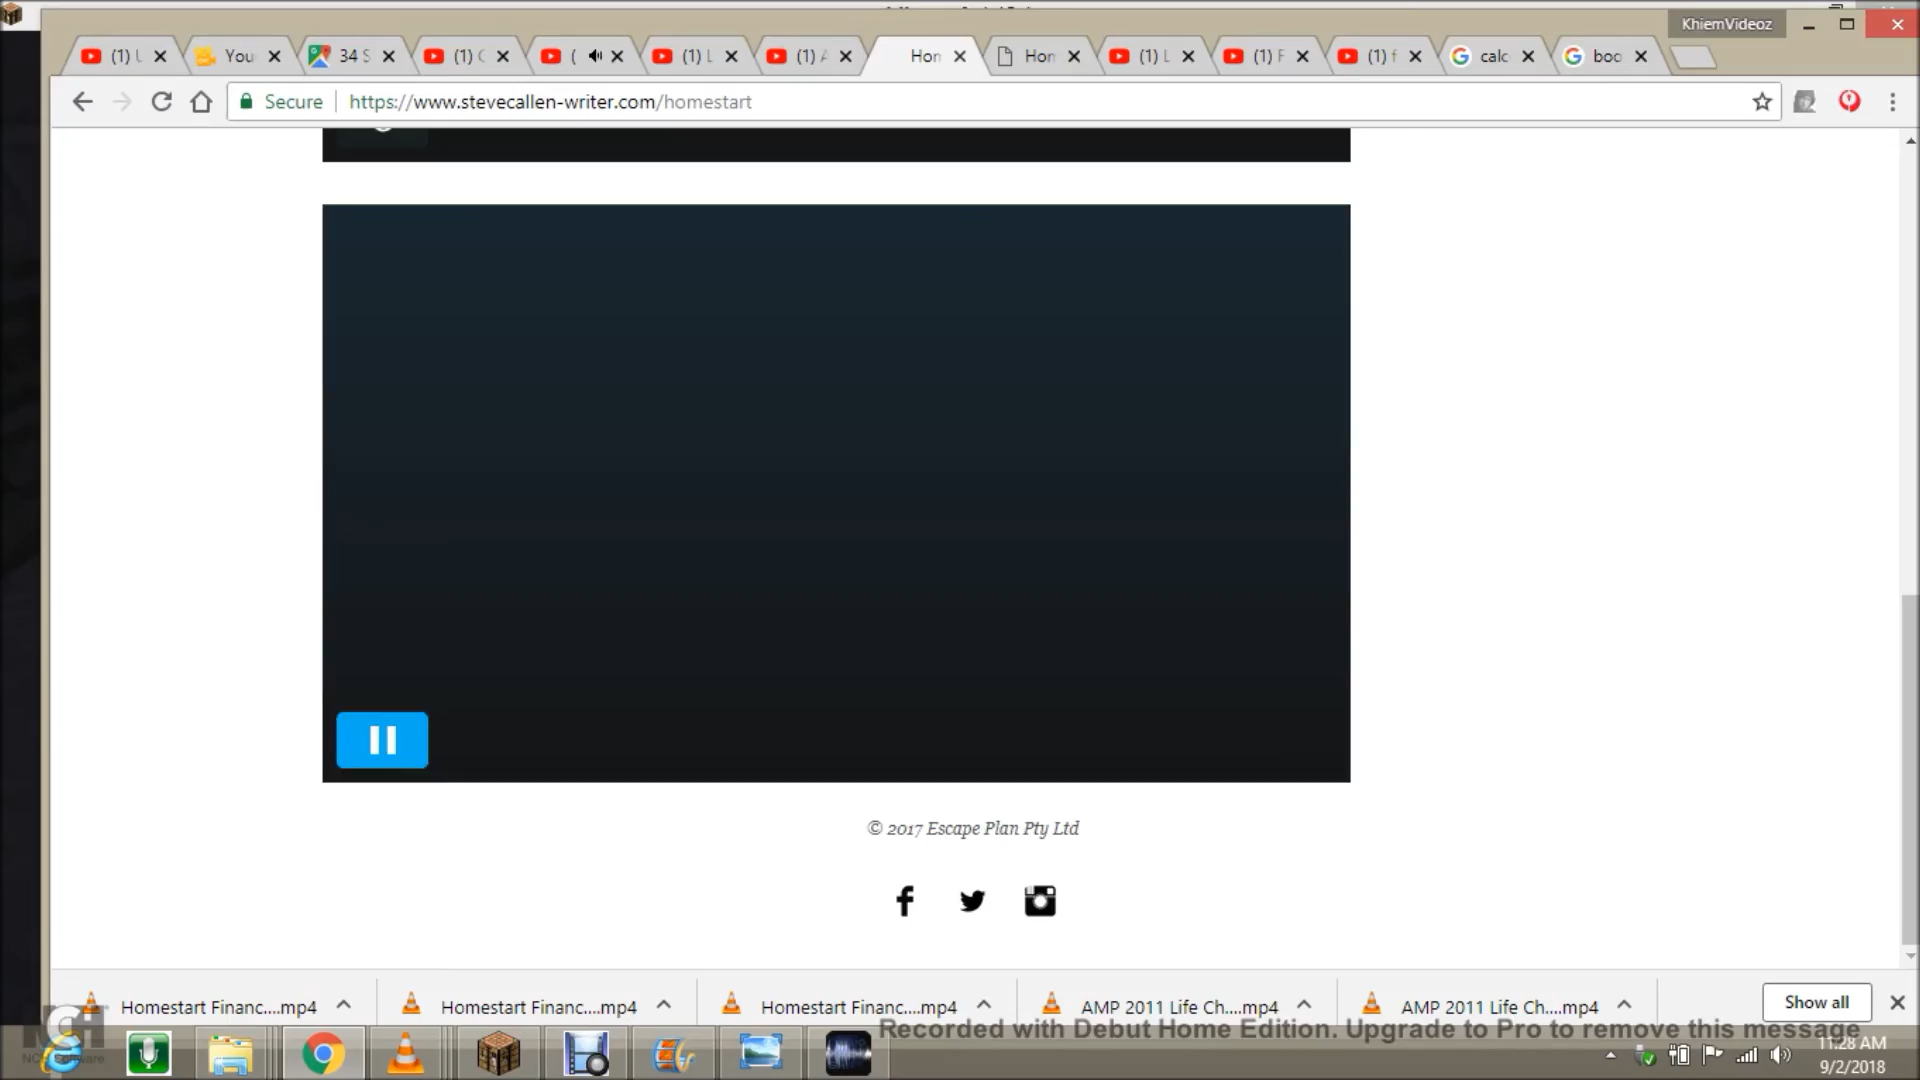 KhiemVideoz
(1) L
You
34 S
(1) C
(
(1) L
(1) A
Hon
Hon
(1) L
(1) F
(1) f
calc
boo
Secure
https://www.stevecallen-writer.com/homestart
© 2017 Escape Plan Pty Ltd
Homestart Financ....mp4
Homestart Financ....mp4
Homestart Financ....mp4
AMP 2011 Life Ch....mp4
AMP 2011 Life Ch....mp4
Show all
Recorded with Debut Home Edition. Upgrade to Pro to remove this message
NCH Software
11:28 AM
9/2/2018